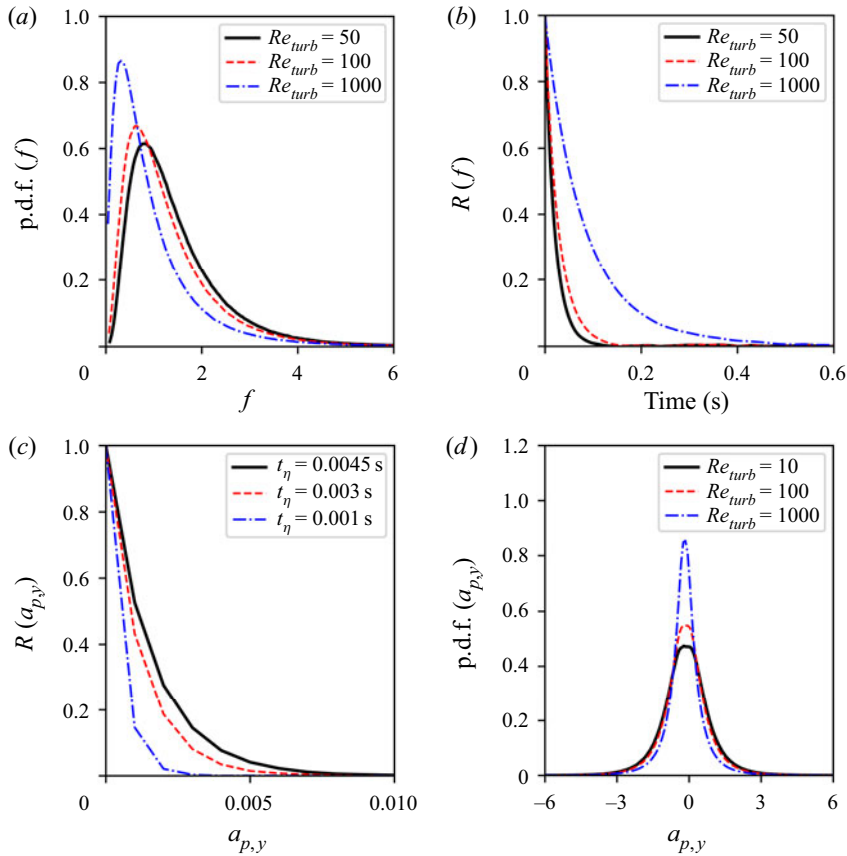 (a)
1.0
0.8
0.6
0.4
0.2
0
2
4
6
p.d.f. (f)
f
Re_turb = 50
Re_turb = 100
Re_turb = 1000
(b)
1.0
0.8
0.6
0.4
0.2
0
0.2
0.4
0.6
R (f)
Time (s)
Re_turb = 50
Re_turb = 100
Re_turb = 1000
(c)
1.0
0.8
0.6
0.4
0.2
0
0.005
0.010
R (a_p,y)
a_p,y
t_η = 0.0045 s
t_η = 0.003 s
t_η = 0.001 s
(d)
1.2
1.0
0.8
0.6
0.4
0.2
0
−6
−3
0
3
6
p.d.f. (a_p,y)
a_p,y
Re_turb = 10
Re_turb = 100
Re_turb = 1000